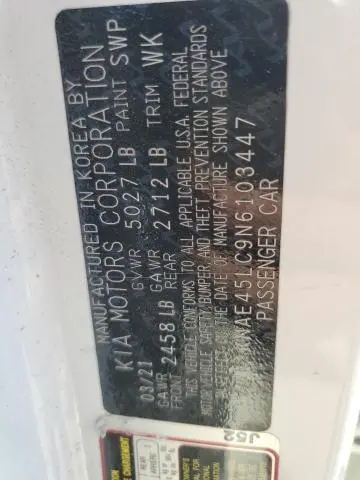 MANUFACTURED IN KOREA BY
KIA MOTORS CORPORATION
03/21 GVWR 5027 LB PAINT SWP
GAWR FRONT 2458 LB GAWR REAR 2712 LB TRIM WK
THIS VEHICLE CONFORMS TO ALL APPLICABLE U.S.A. FEDERAL
MOTOR VEHICLE SAFETY, BUMPER, AND THEFT PREVENTION STANDARDS
IN EFFECT ON THE DATE OF MANUFACTURE SHOWN ABOVE
AE45LC9N6103447
PASSENGER CAR
J52